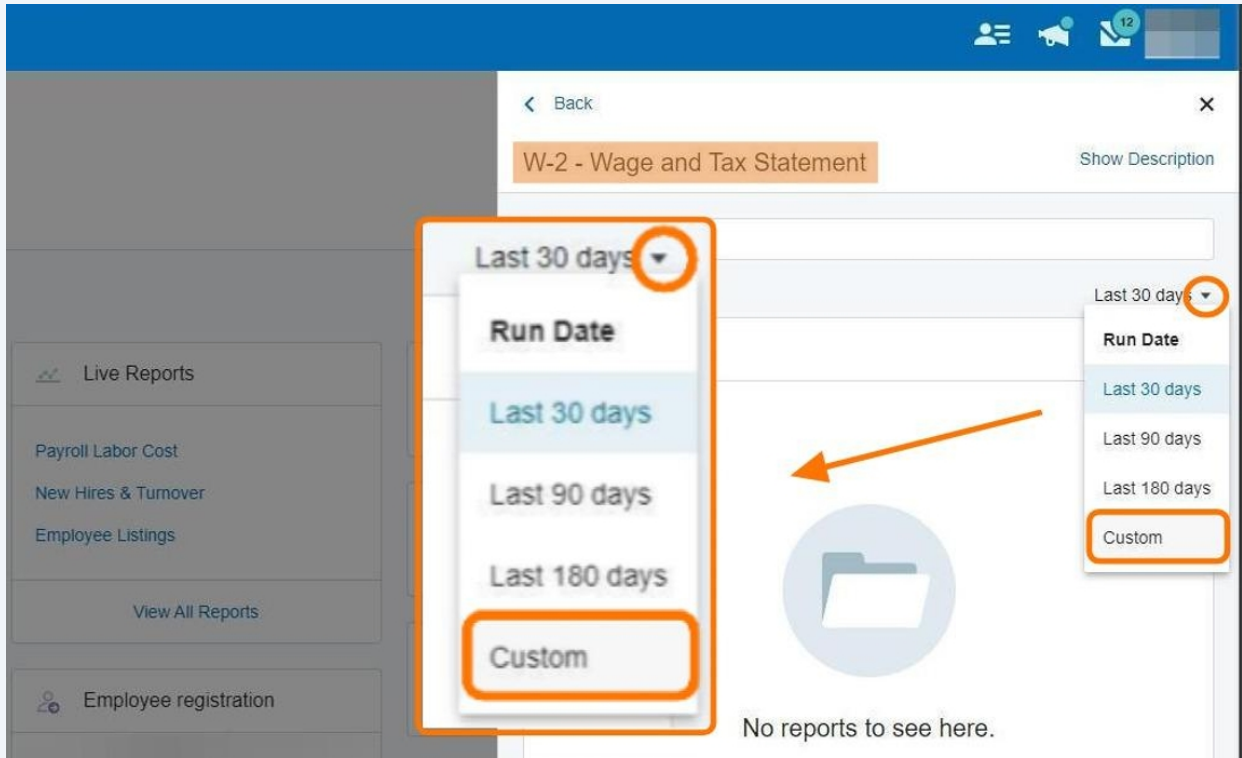 12
Back
W-2 - Wage and Tax Statement
Show Description
Last 30 days
Last 30 days
Run Date
Last 30 days
Last 90 days
Last 180 days
Custom
Run Date
Last 30 days
Last 90 days
Last 180 days
Custom
Live Reports
Payroll Labor Cost
New Hires & Turnover
Employee Listings
View All Reports
Employee registration
No reports to see here.